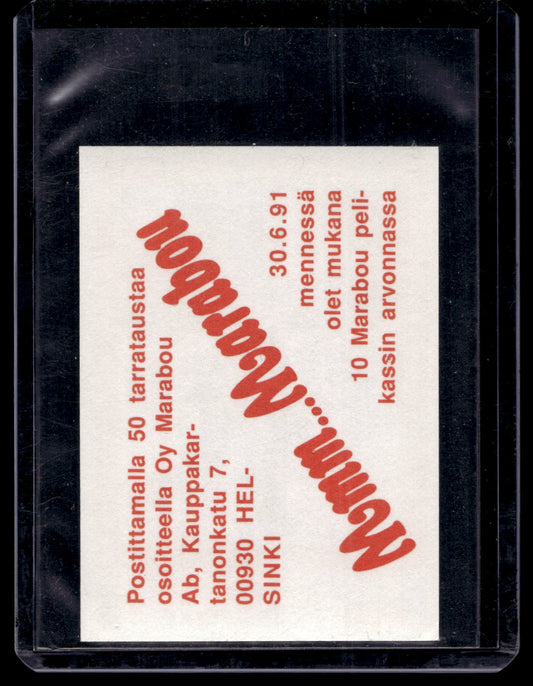 Postittamalla 50 tarrataustaa
osoitteella Oy Marabou
Ab, Kauppakar-
tanonkatu 7,
00930 HEL-
SINKI
Mmmm...Marabou
30.6.91
mennessä
olet mukana
10 Marabou peli-
kassin arvonnassa